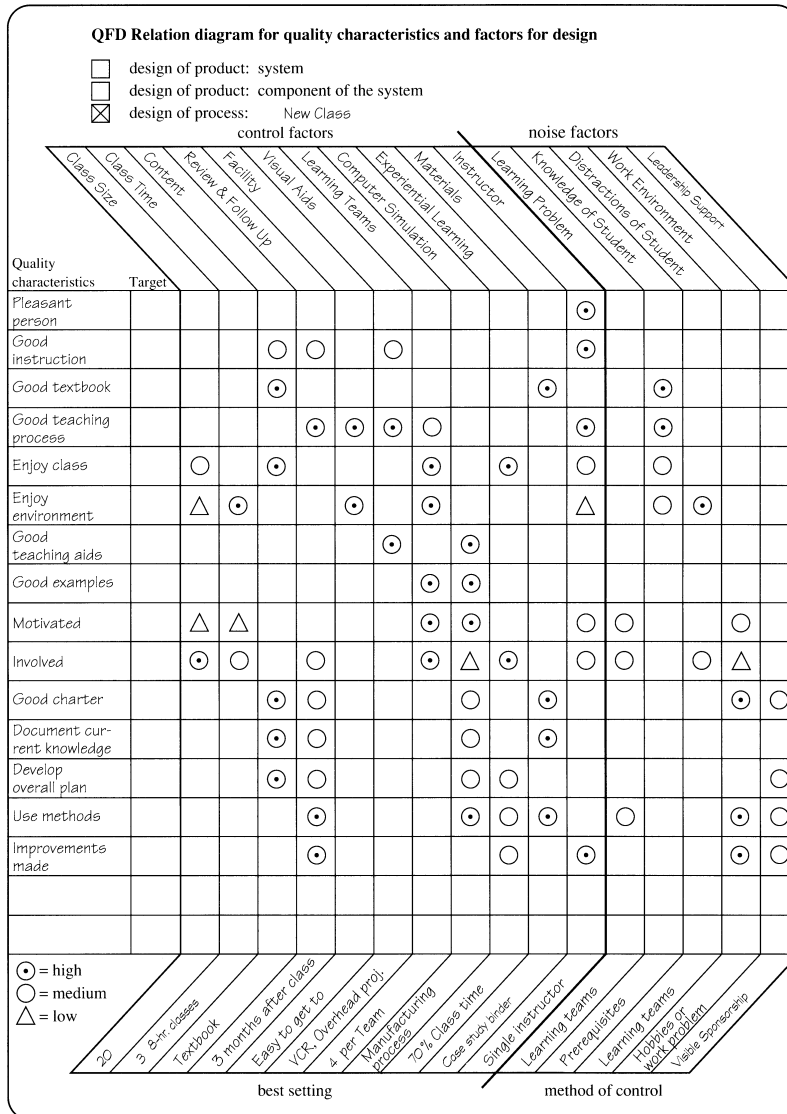 QFD Relation diagram for quality characteristics and factors for design
design of product: system
design of product: component of the system
design of process: New Class
control factors
noise factors
Class Size
Class Time
Content
Review & Follow Up
Facility
Visual Aids
Learning Teams
Computer Simulation
Experiential Learning
Materials
Instructor
Learning Problem
Knowledge of Student
Distractions of Student
Work Environment
Leadership Support
Quality
characteristics
Target
Pleasant
person
Good
instruction
Good textbook
Good teaching
process
Enjoy class
Enjoy
environment
Good
teaching aids
Good examples
Motivated
Involved
Good charter
Document cur-
rent knowledge
Develop
overall plan
Use methods
Improvements
made
= high
= medium
= low
20
3 8-hr. classes
Textbook
3 months after class
Easy to get to
VCR, Overhead proj.
4 per Team
Manufacturing
process
70% Class time
Case study binder
Single instructor
Learning teams
Prerequisites
Learning teams
Hobbies or
work problem
Visible Sponsorship
best setting
method of control